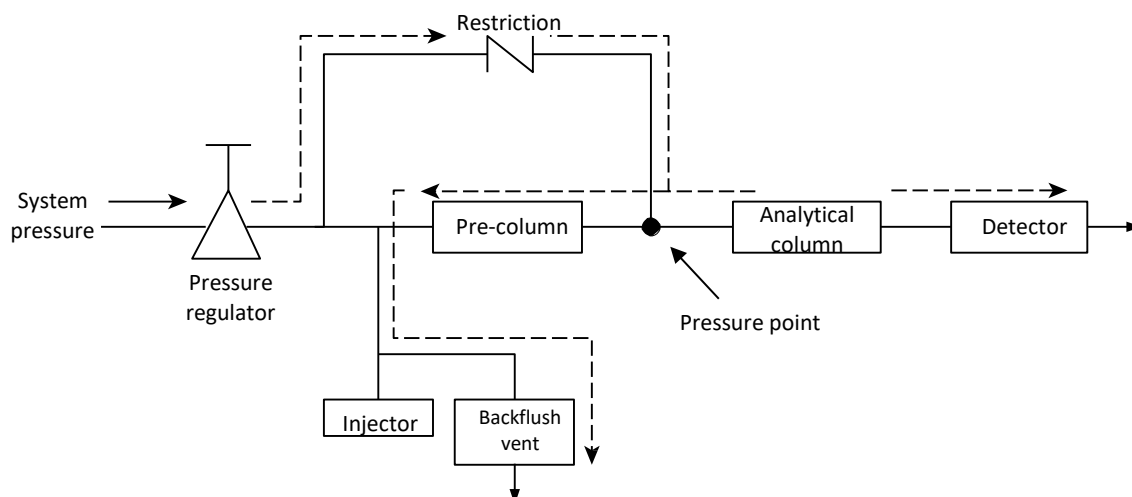 Restriction
System
pressure
Pre-column
Analytical
column
Detector
Pressure
regulator
Pressure point
Injector
Backflush
vent